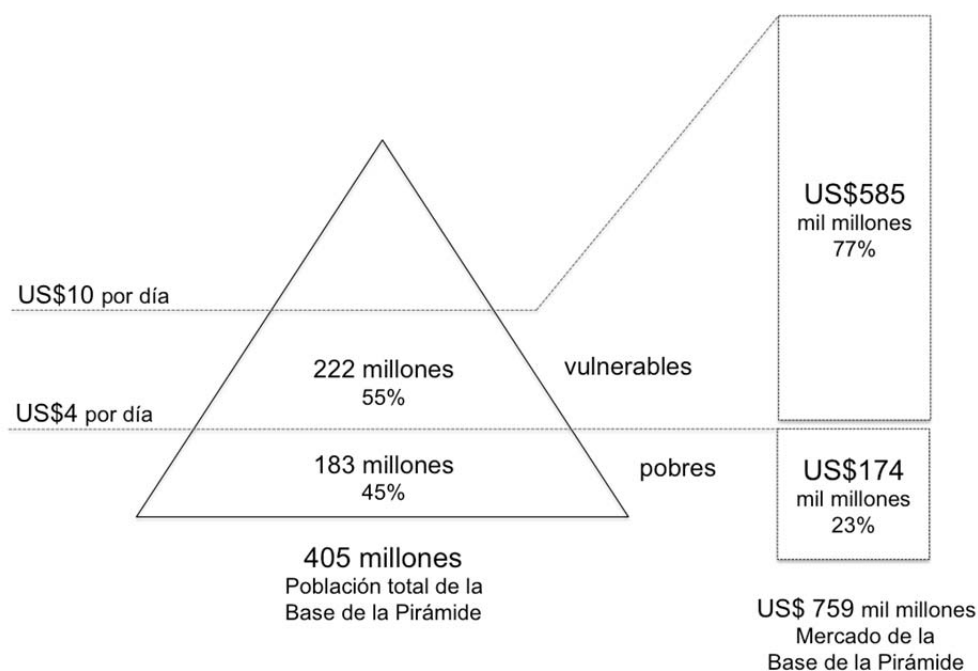 US$585
mil millones
77%
US$10 por día
222 millones
55%
vulnerables
US$4 por día
183 millones
45%
pobres
US$174
mil millones
23%
405 millones
Población total de la
Base de la Pirámide
US$ 759 mil millones
Mercado de la
Base de la Pirámide